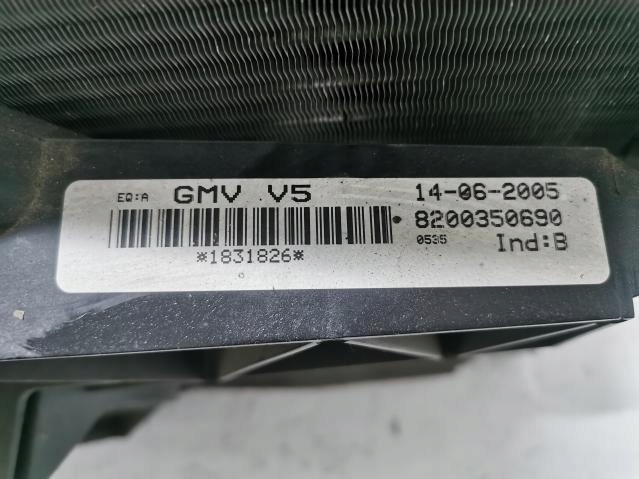 EQ:A GMV V5 14-06-2005
8200350690
*1831826* 0535 Ind:B